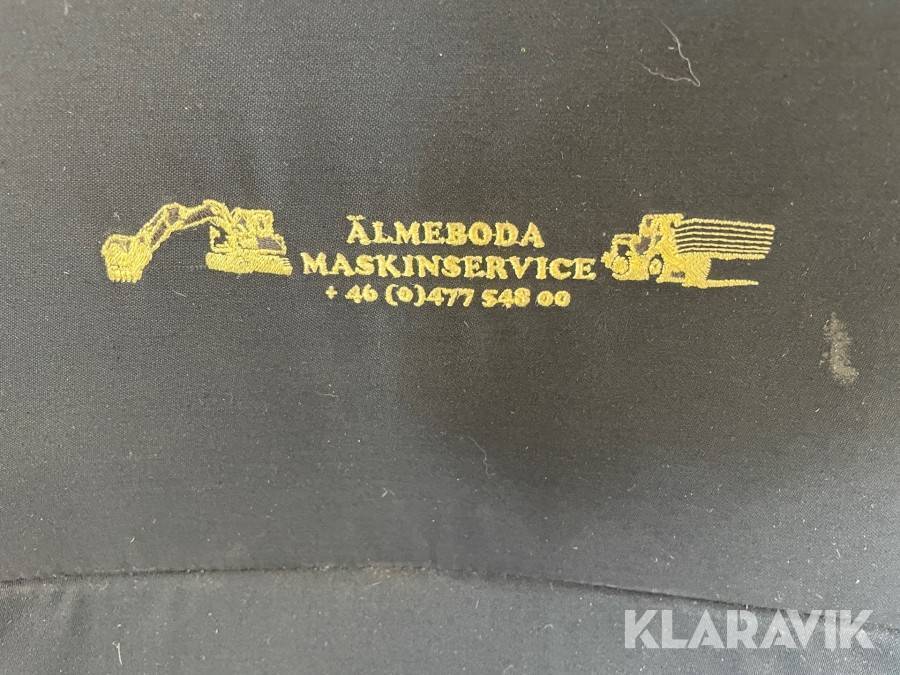 ÄLMEBODA
MASKINSERVICE
+ 46 (0)477 548 00
KLARAVIK